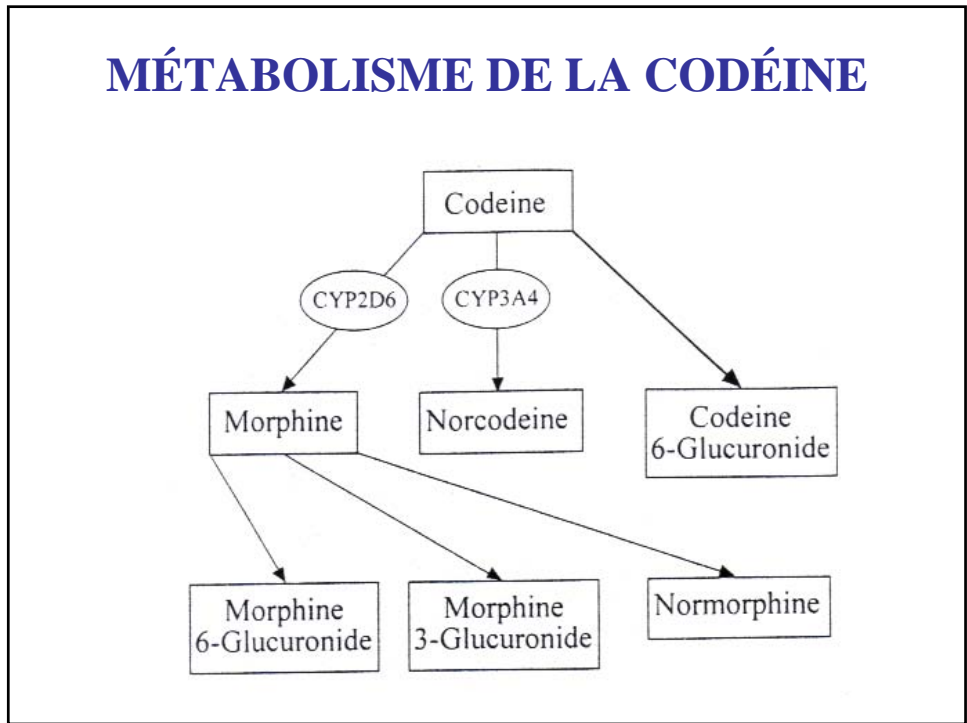 MÉTABOLISME DE LA CODÉINE
Codeine
CYP2D6
CYP3A4
Morphine
Norcodeine
Codeine
6-Glucuronide
Morphine
6-Glucuronide
Morphine
3-Glucuronide
Normorphine